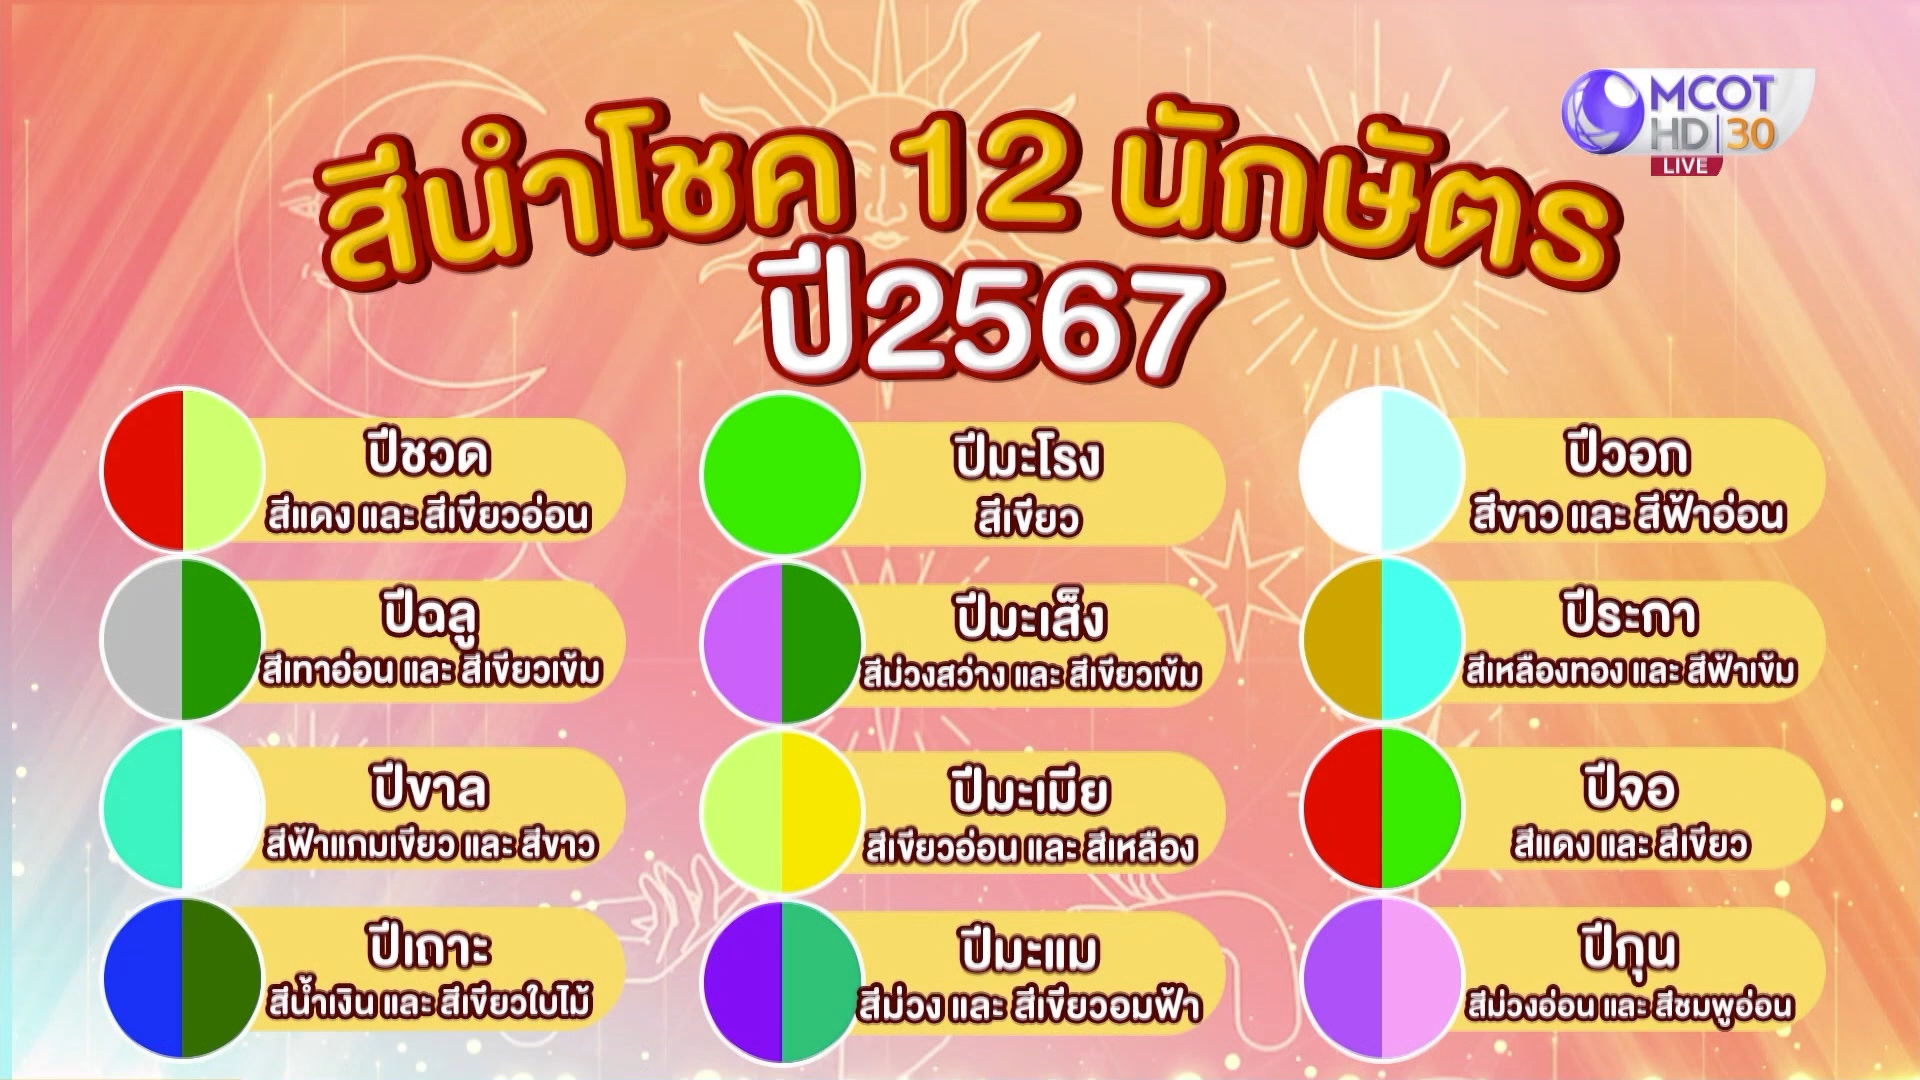 สีนำโชค 12 นักษัตร
ปี2567
MCOT
HD 30
LIVE
ปีชวด
สีแดง และ สีเขียวอ่อน
ปีฉลู
สีเทาอ่อน และ สีเขียวเข้ม
ปีขาล
สีฟ้าแกมเขียว และ สีขาว
ปีเถาะ
สีน้ำเงิน และ สีเขียวใบไม้
ปีมะโรง
สีเขียว
ปีมะเส็ง
สีม่วงสว่าง และ สีเขียวเข้ม
ปีมะเมีย
สีเขียวอ่อน และ สีเหลือง
ปีมะแม
สีม่วง และ สีเขียวอมฟ้า
ปีวอก
สีขาว และ สีฟ้าอ่อน
ปีระกา
สีเหลืองทอง และ สีฟ้าเข้ม
ปีจอ
สีแดง และ สีเขียว
ปีกุน
สีม่วงอ่อน และ สีชมพูอ่อน